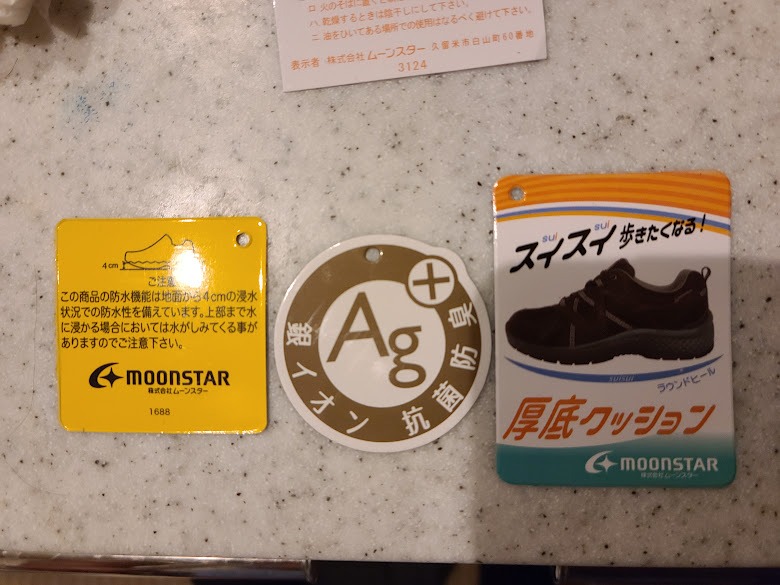 ロ 火のそばに置
ハ 乾燥するときは陰干しにして下さい。
ニ 油をひいてある場所での使用はなるべく避けて下さい。
表示者 株式会社 ムーンスター 久留米市白山町60番地
3124
4cm
ご注意
この商品の防水機能は地面から4cmの浸水
状況での防水性を備えています。上部まで水
に浸かる場合においては水がしみてくる事が
ありますのでご注意下さい。
MOONSTAR
株式会社ムーンスター
1688
Ag+
銀イオン 抗菌防臭
sui sui
スイスイ 歩きたくなる!
suisui
ラウンドヒール
厚底クッション
MOONSTAR
株式会社ムーンスター